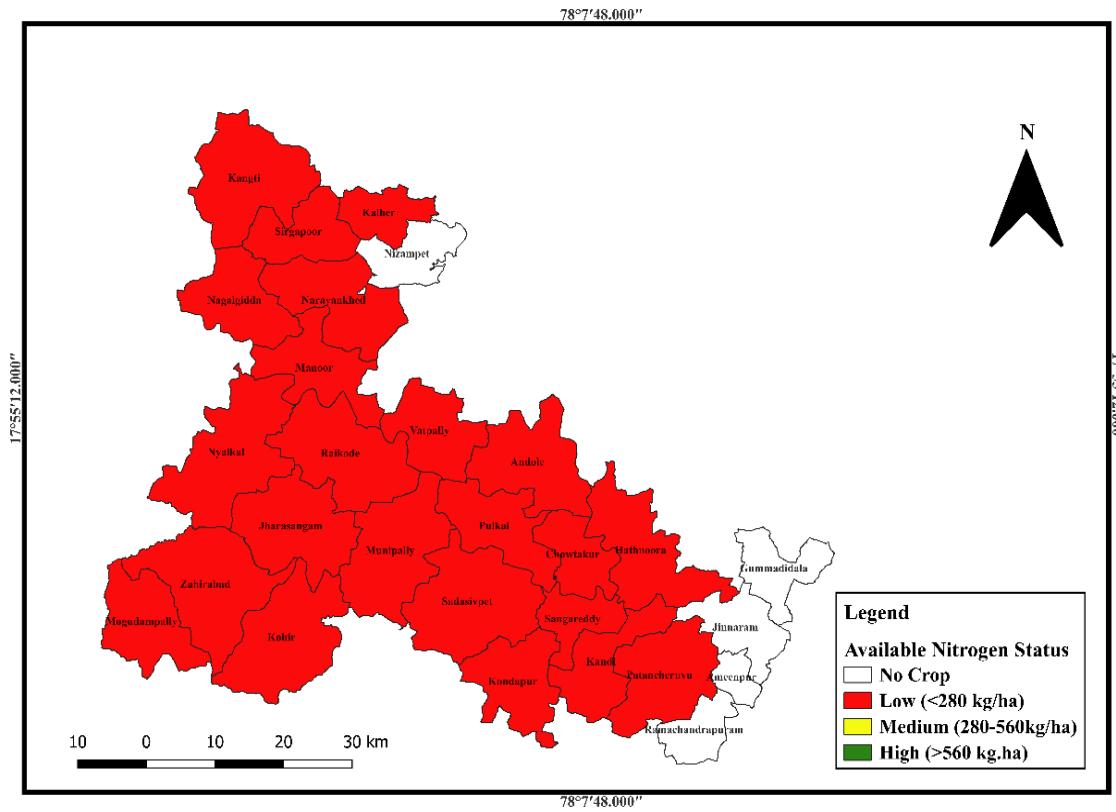 78°7'48.000"
N
Kangti
Kalher
Sirgapoor
Nizampet
Nagalgidda
Narayankhed
Manoor
17°55'12.000"
Vatpally
Nyalkal
Raikode
Andole
Jharasangam
Pulkal
Munipally
Chowtakur
Hathnoora
Gummadidala
Zahirabad
Sadasivpet
Mogudampally
Sangareddy
Jinnaram
Kohir
Kandi
Patancheruvu
Ameenpur
Kondapur
Ramachandrapuram
Legend
Available Nitrogen Status
No Crop
Low (<280 kg/ha)
Medium (280-560kg/ha)
High (>560 kg.ha)
10 0 10 20 30 km
78°7'48.000"